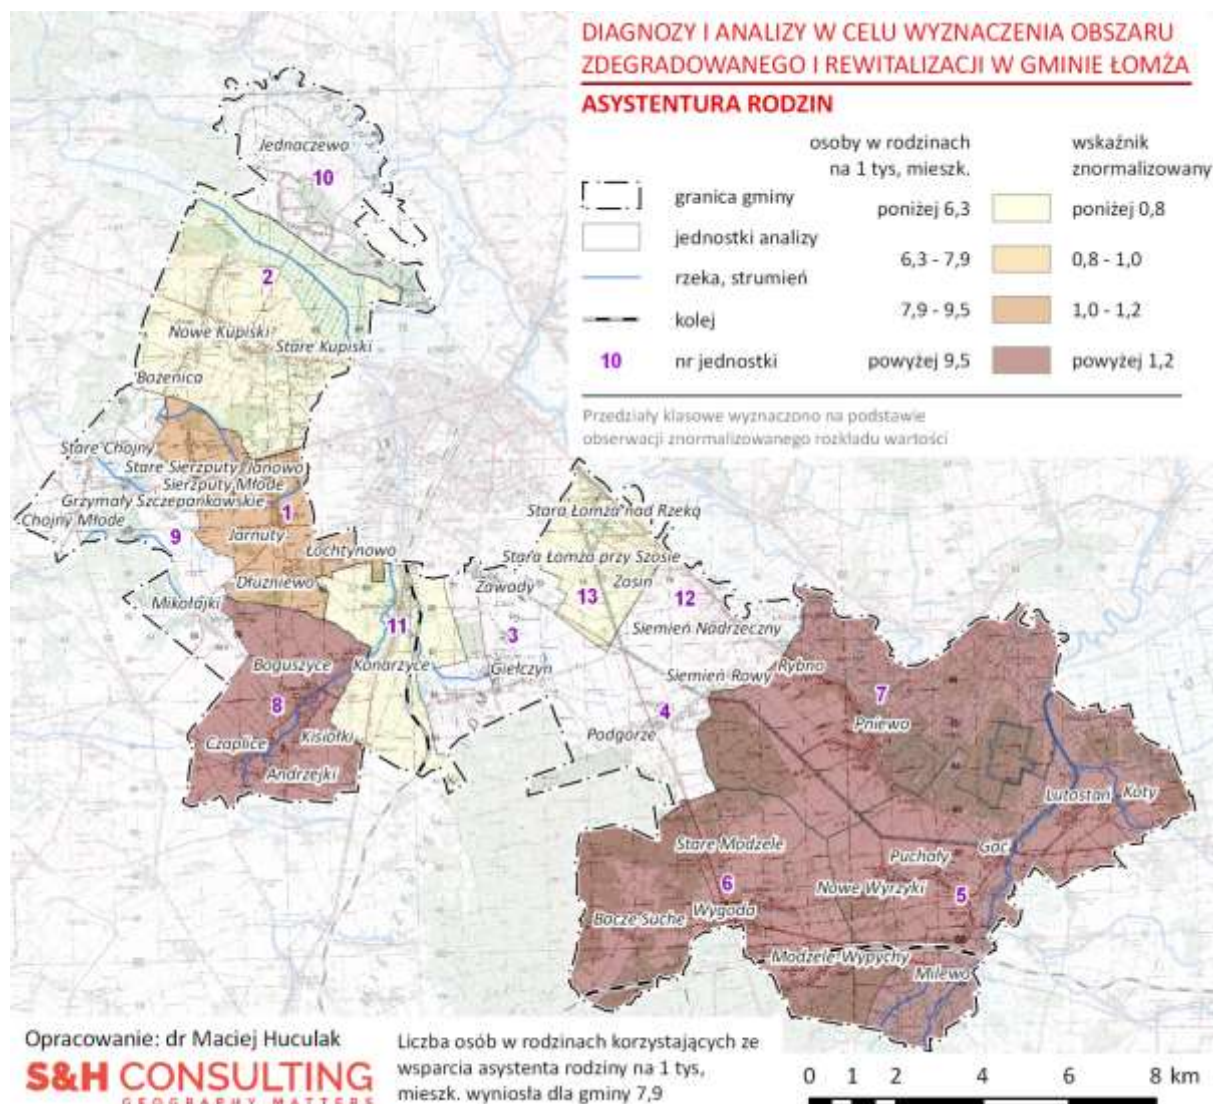 DIAGNOZY I ANALIZY W CELU WYZNACZENIA OBSZARU
ZDEGRADOWANEGO I REWITALIZACJI W GMINIE ŁOMŻA
ASYSTENTURA RODZIN
osoby w rodzinach
na 1 tys, mieszk.
wskaźnik
znormalizowany
granica gminy
poniżej 6,3
poniżej 0,8
jednostki analizy
6,3 - 7,9
0,8 - 1,0
rzeka, strumień
7,9 - 9,5
1,0 - 1,2
kolej
10
nr jednostki
powyżej 9,5
powyżej 1,2
Przedziały klasowe wyznaczono na podstawie
obserwacji znormalizowanego rozkładu wartości
Jednaczewo
10
2
Nowe Kupiski
Stare Kupiski
Bożenica
Stare Chojny
Stare Sierzputy
Janowo
Sierzputy Młode
Grzymały Szczepankowskie
1
Chojny Młode
9
Jarnuty
Łochtynowo
Dłużniewo
Mikołajki
Stara Łomża nad Rzeką
Stara Łomża przy Szosie
Zosin
Zawady
13
12
11
3
Siemień Nadrzeczny
Boguszyce
Konarzyce
Giełczyn
Siemień Rowy
Rybno
7
8
4
Pniewo
Czaplice
Kisiołki
Podgórze
Andrzejki
Lutostań
Koty
Stare Modzele
Puchały
Gać
6
Nowe Wyrzyki
5
Bacze Suche
Wygoda
Modzele-Wypychy
Milewo
Opracowanie: dr Maciej Huculak
S&H CONSULTING
GEOGRAPHY MATTERS
Liczba osób w rodzinach korzystających ze
wsparcia asystenta rodziny na 1 tys,
mieszk. wyniosła dla gminy 7,9
0 1 2 4 6 8 km